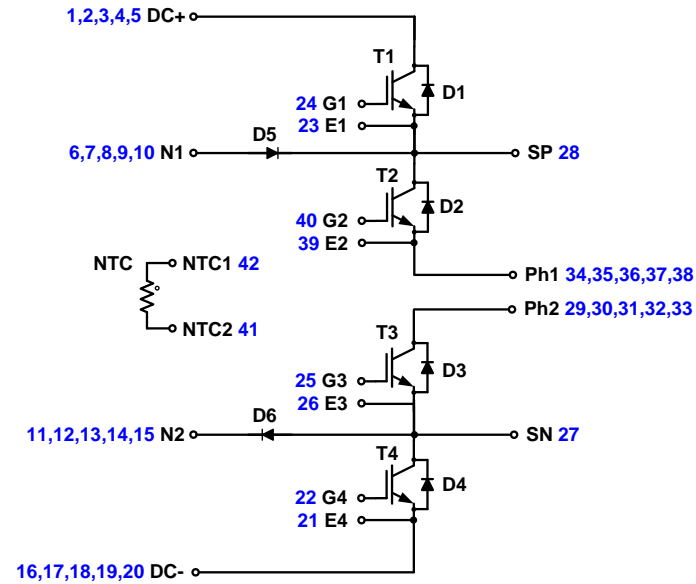 1,2,3,4,5 DC+
T1
D1
24 G1
23 E1
D5
6,7,8,9,10 N1
SP 28
T2
D2
40 G2
39 E2
NTC
NTC1 42
Ph1 34,35,36,37,38
Ph2 29,30,31,32,33
NTC2 41
T3
D3
25 G3
26 E3
D6
11,12,13,14,15 N2
SN 27
T4
D4
22 G4
21 E4
16,17,18,19,20 DC-